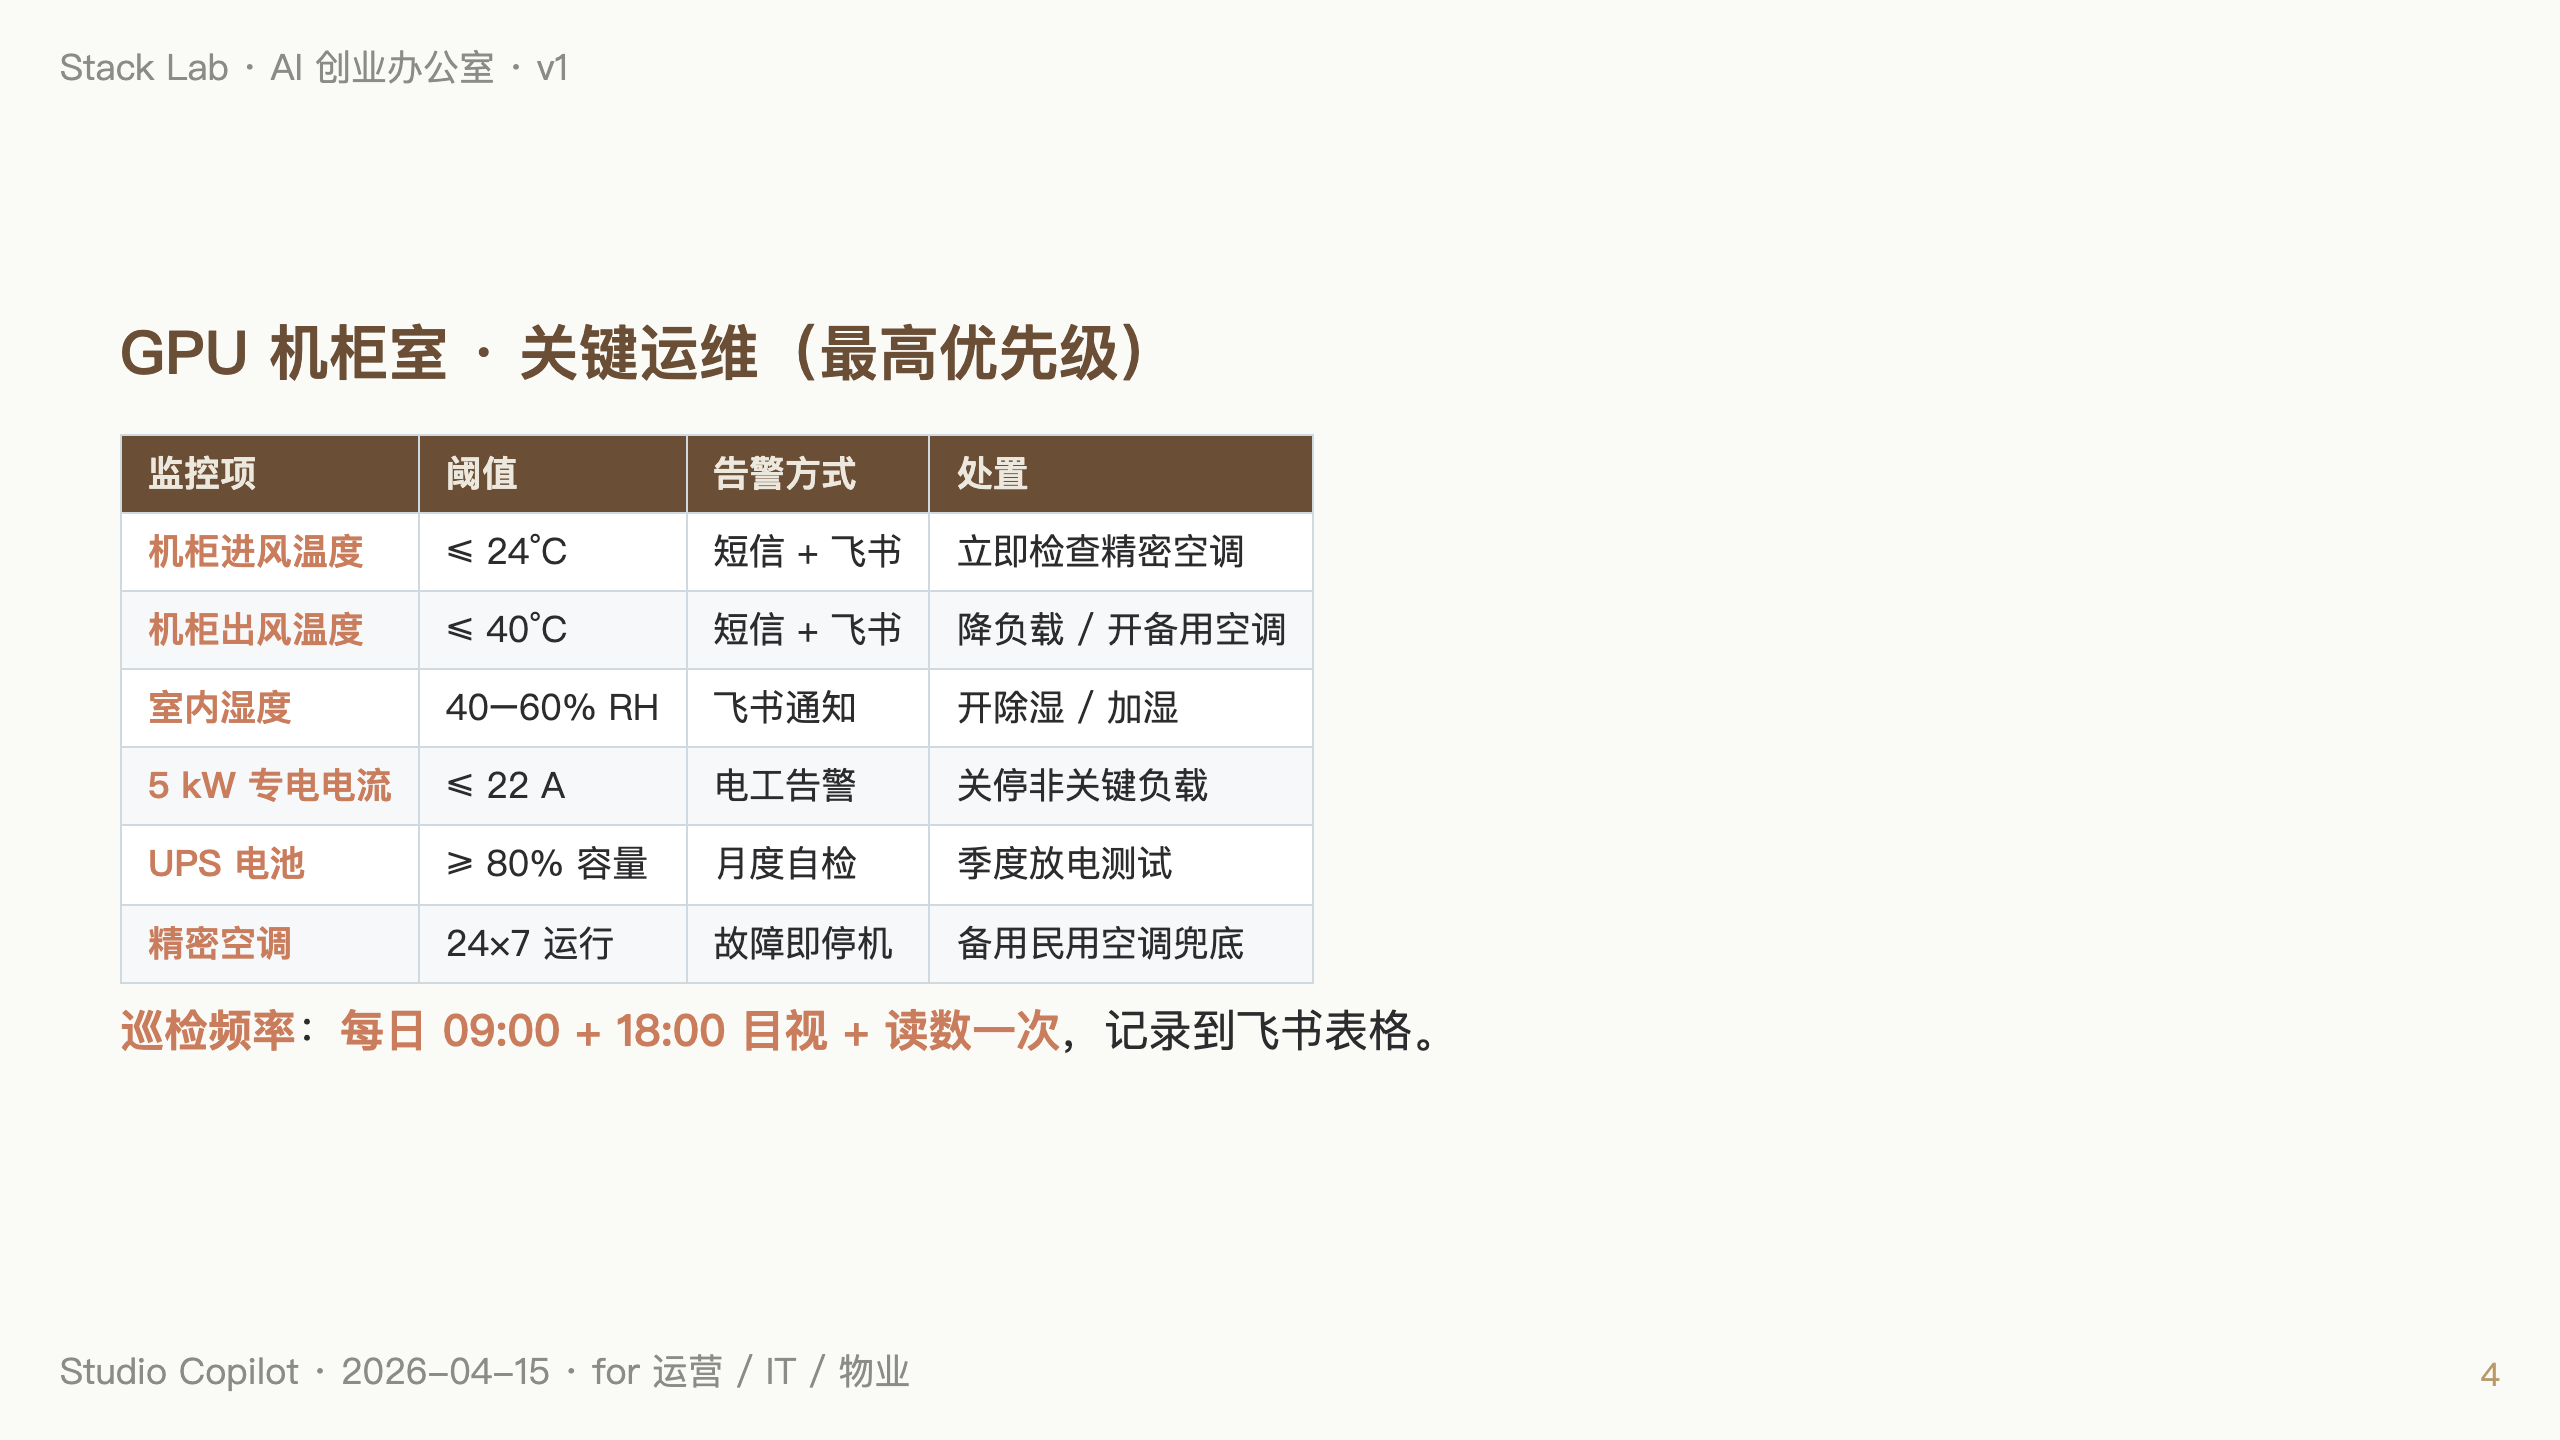 Stack Lab · AI 创业办公室 · v1
GPU 机柜室 · 关键运维（最高优先级）
监控项 阈值 告警方式 处置
机柜进风温度 ≤ 24°C 短信 + 飞书 立即检查精密空调
机柜出风温度 ≤ 40°C 短信 + 飞书 降负载 / 开备用空调
室内湿度 40–60% RH 飞书通知 开除湿 / 加湿
5 kW 专电电流 ≤ 22 A 电工告警 关停非关键负载
UPS 电池 ≥ 80% 容量 月度自检 季度放电测试
精密空调 24×7 运行 故障即停机 备用民用空调兜底
巡检频率：每日 09:00 + 18:00 目视 + 读数一次，记录到飞书表格。
Studio Copilot · 2026-04-15 · for 运营 / IT / 物业
4